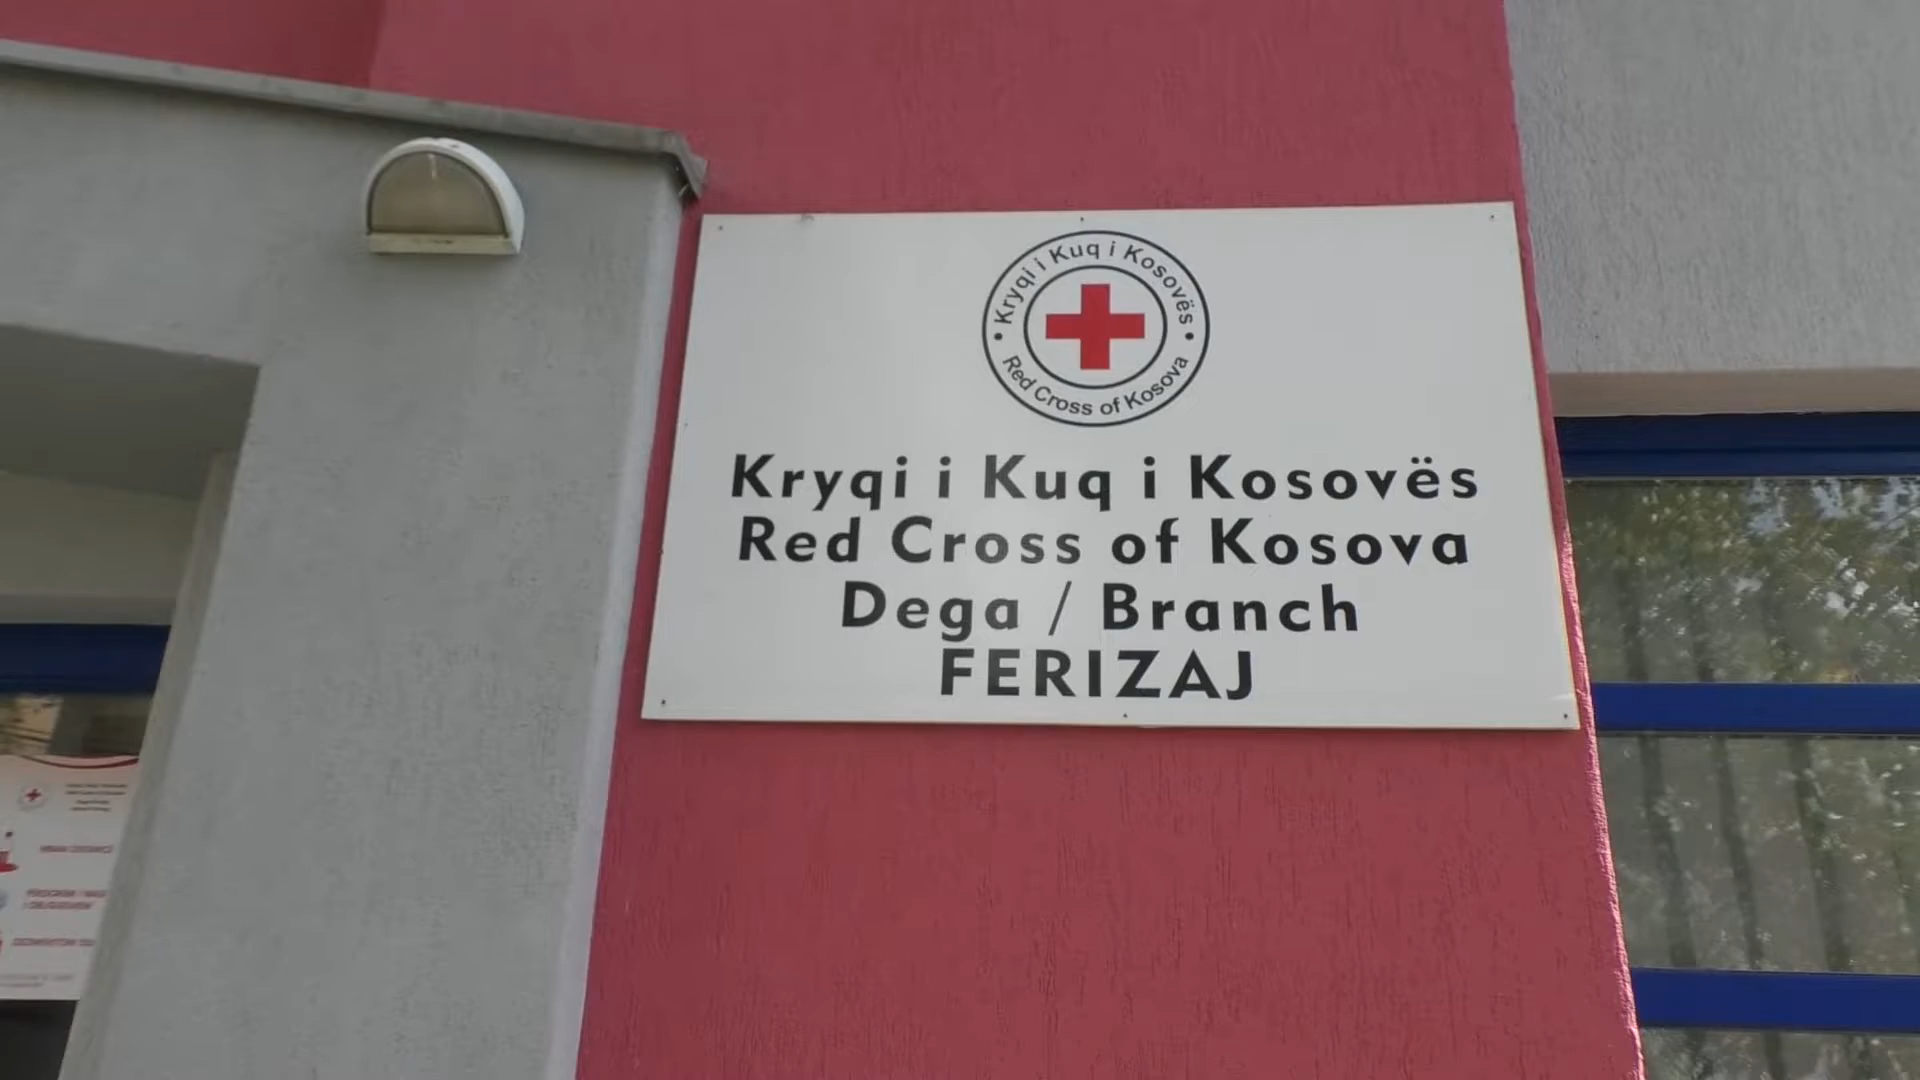 Kryqi i Kuq i Kosovës
Red Cross of Kosova
Kryqi i Kuq i Kosovës
Red Cross of Kosova
Dega / Branch
FERIZAJ